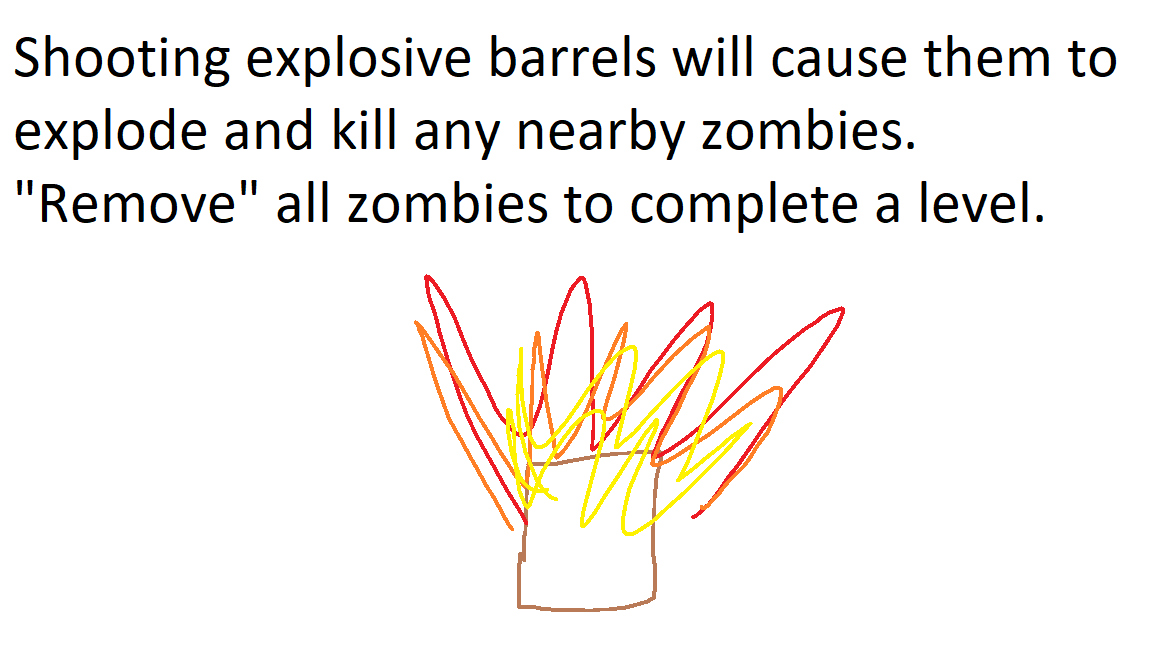 Shooting explosive barrels will cause them to
explode and kill any nearby zombies.
"Remove" all zombies to complete a level.